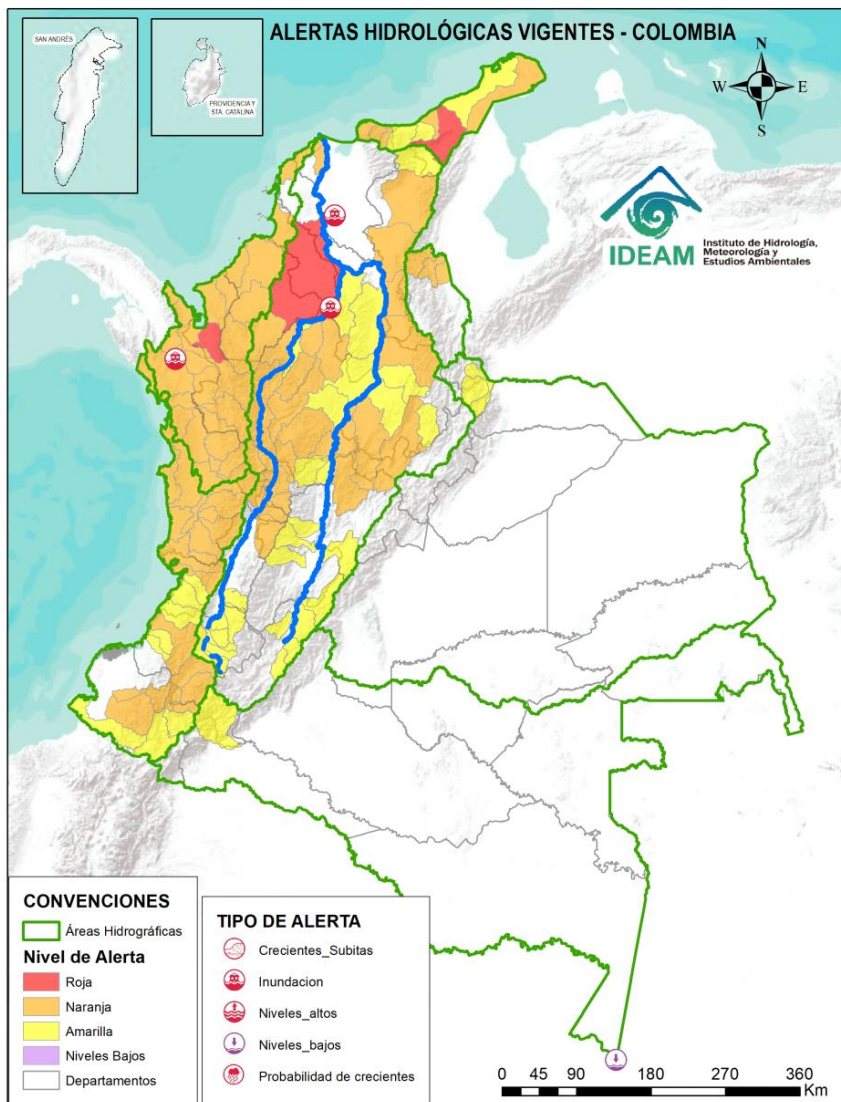 ALERTAS HIDROLÓGICAS VIGENTES - COLOMBIA
SAN ANDRÉS
PROVIDENCIA Y
STA. CATALINA
N
W
E
S
IDEAM
Instituto de Hidrología,
Meteorología y
Estudios Ambientales
CONVENCIONES
Áreas Hidrográficas
Nivel de Alerta
Roja
Naranja
Amarilla
Niveles Bajos
Departamentos
TIPO DE ALERTA
Crecientes_Subitas
Inundacion
Niveles_altos
Niveles_bajos
Probabilidad de crecientes
0 45 90 180 270 360
Km